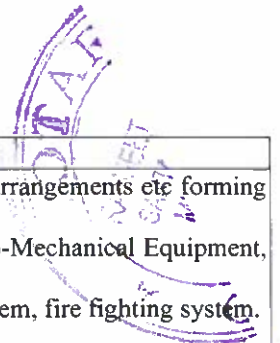 rrangements etc forming
-Mechanical Equipment,
em, fire fighting system.